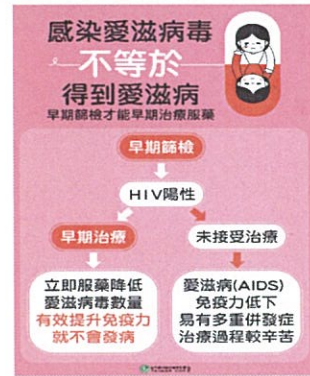 感染愛滋病毒
不等於
得到愛滋病
早期篩檢才能早期治療服藥
早期篩檢
HIV陽性
早期治療
未接受治療
立即服藥降低
愛滋病毒數量
有效提升免疫力
就不會發病
愛滋病(AIDS)
免疫力低下
易有多重併發症
治療過程較辛苦